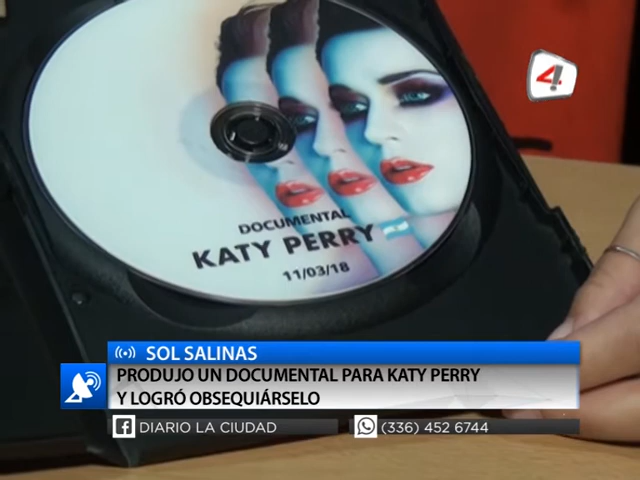 4
DOCUMENTAL
KATY PERRY
11/03/18
SOL SALINAS
PRODUJO UN DOCUMENTAL PARA KATY PERRY
Y LOGRÓ OBSEQUIÁRSELO
DIARIO LA CIUDAD
(336) 452 6744